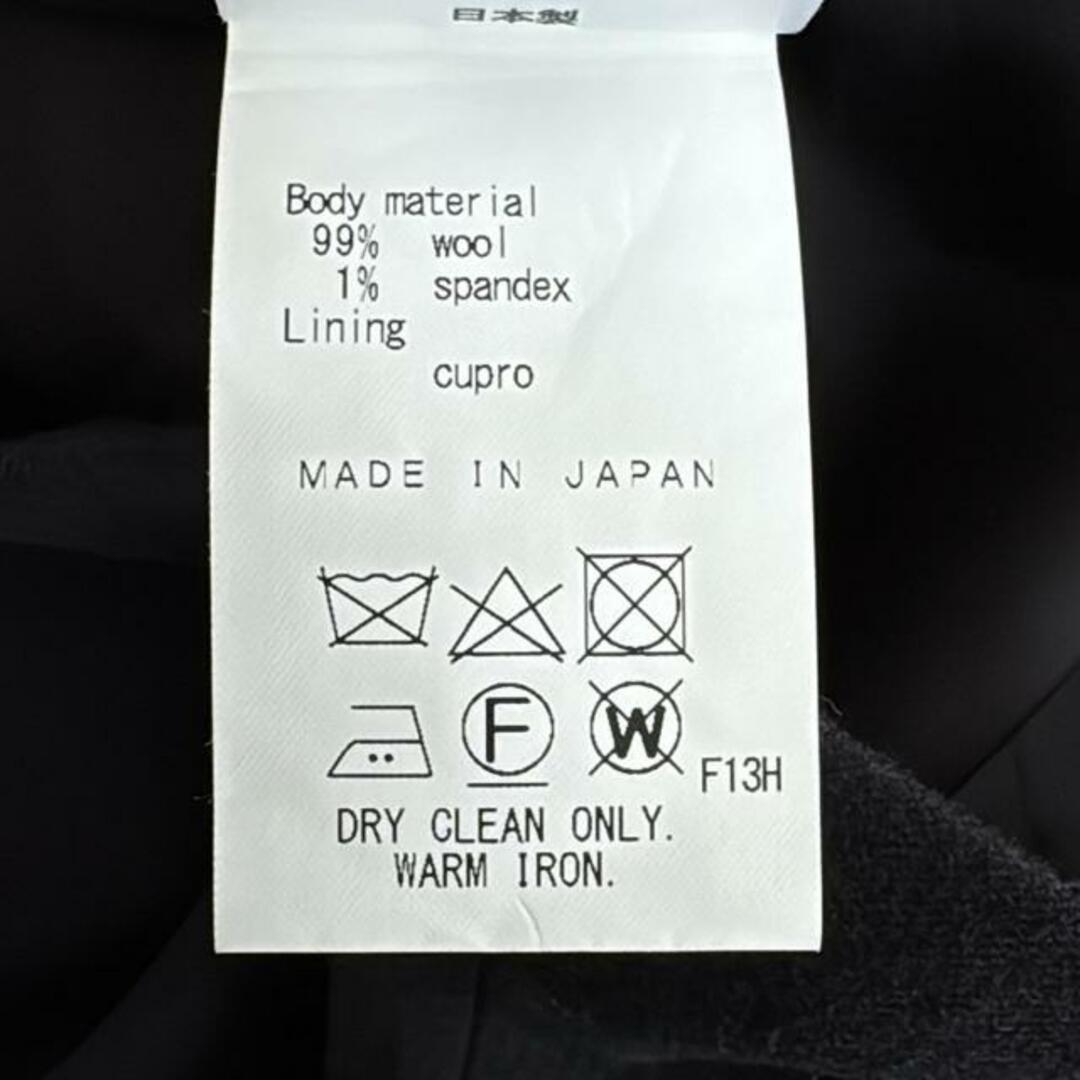 日本製
Body material
99% wool
1% spandex
Lining
cupro
MADE IN JAPAN
F W F13H
DRY CLEAN ONLY.
WARM IRON.